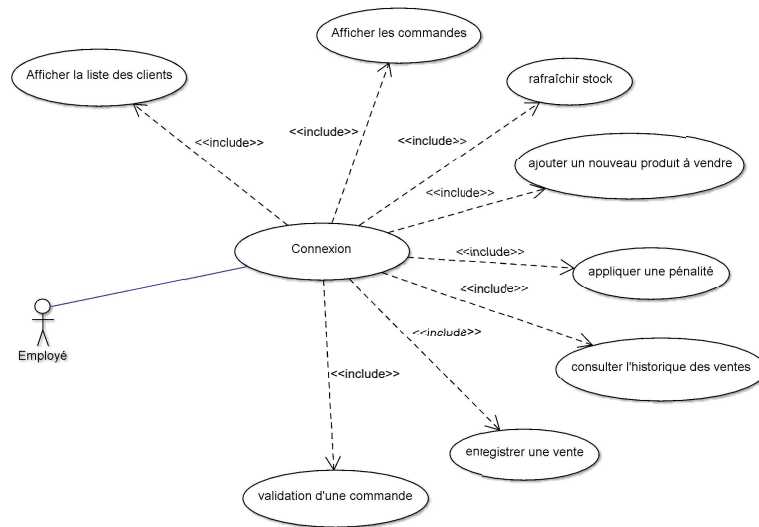 Afficher les commandes
Afficher la liste des clients
rafraîchir stock
<<include>>
<<include>>
<<include>>
ajouter un nouveau produit à vendre
<<include>>
Connexion
<<include>>
appliquer une pénalité
<<include>>
<<include>>
Employé
consulter l'historique des ventes
<<include>>
enregistrer une vente
validation d'une commande